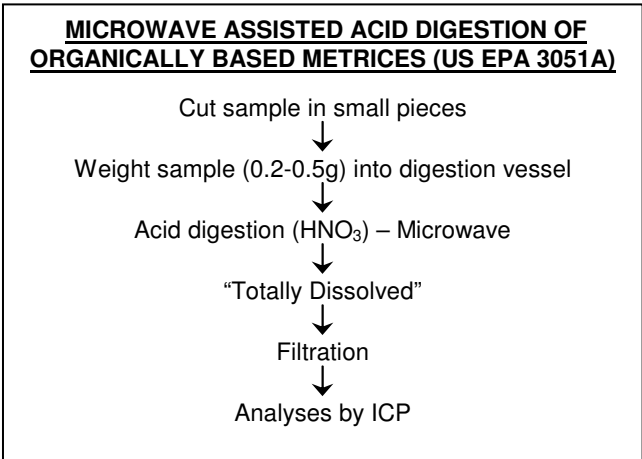 MICROWAVE ASSISTED ACID DIGESTION OF
ORGANICALLY BASED METRICES (US EPA 3051A)
Cut sample in small pieces
Weight sample (0.2-0.5g) into digestion vessel
Acid digestion (HNO₃) – Microwave
“Totally Dissolved”
Filtration
Analyses by ICP